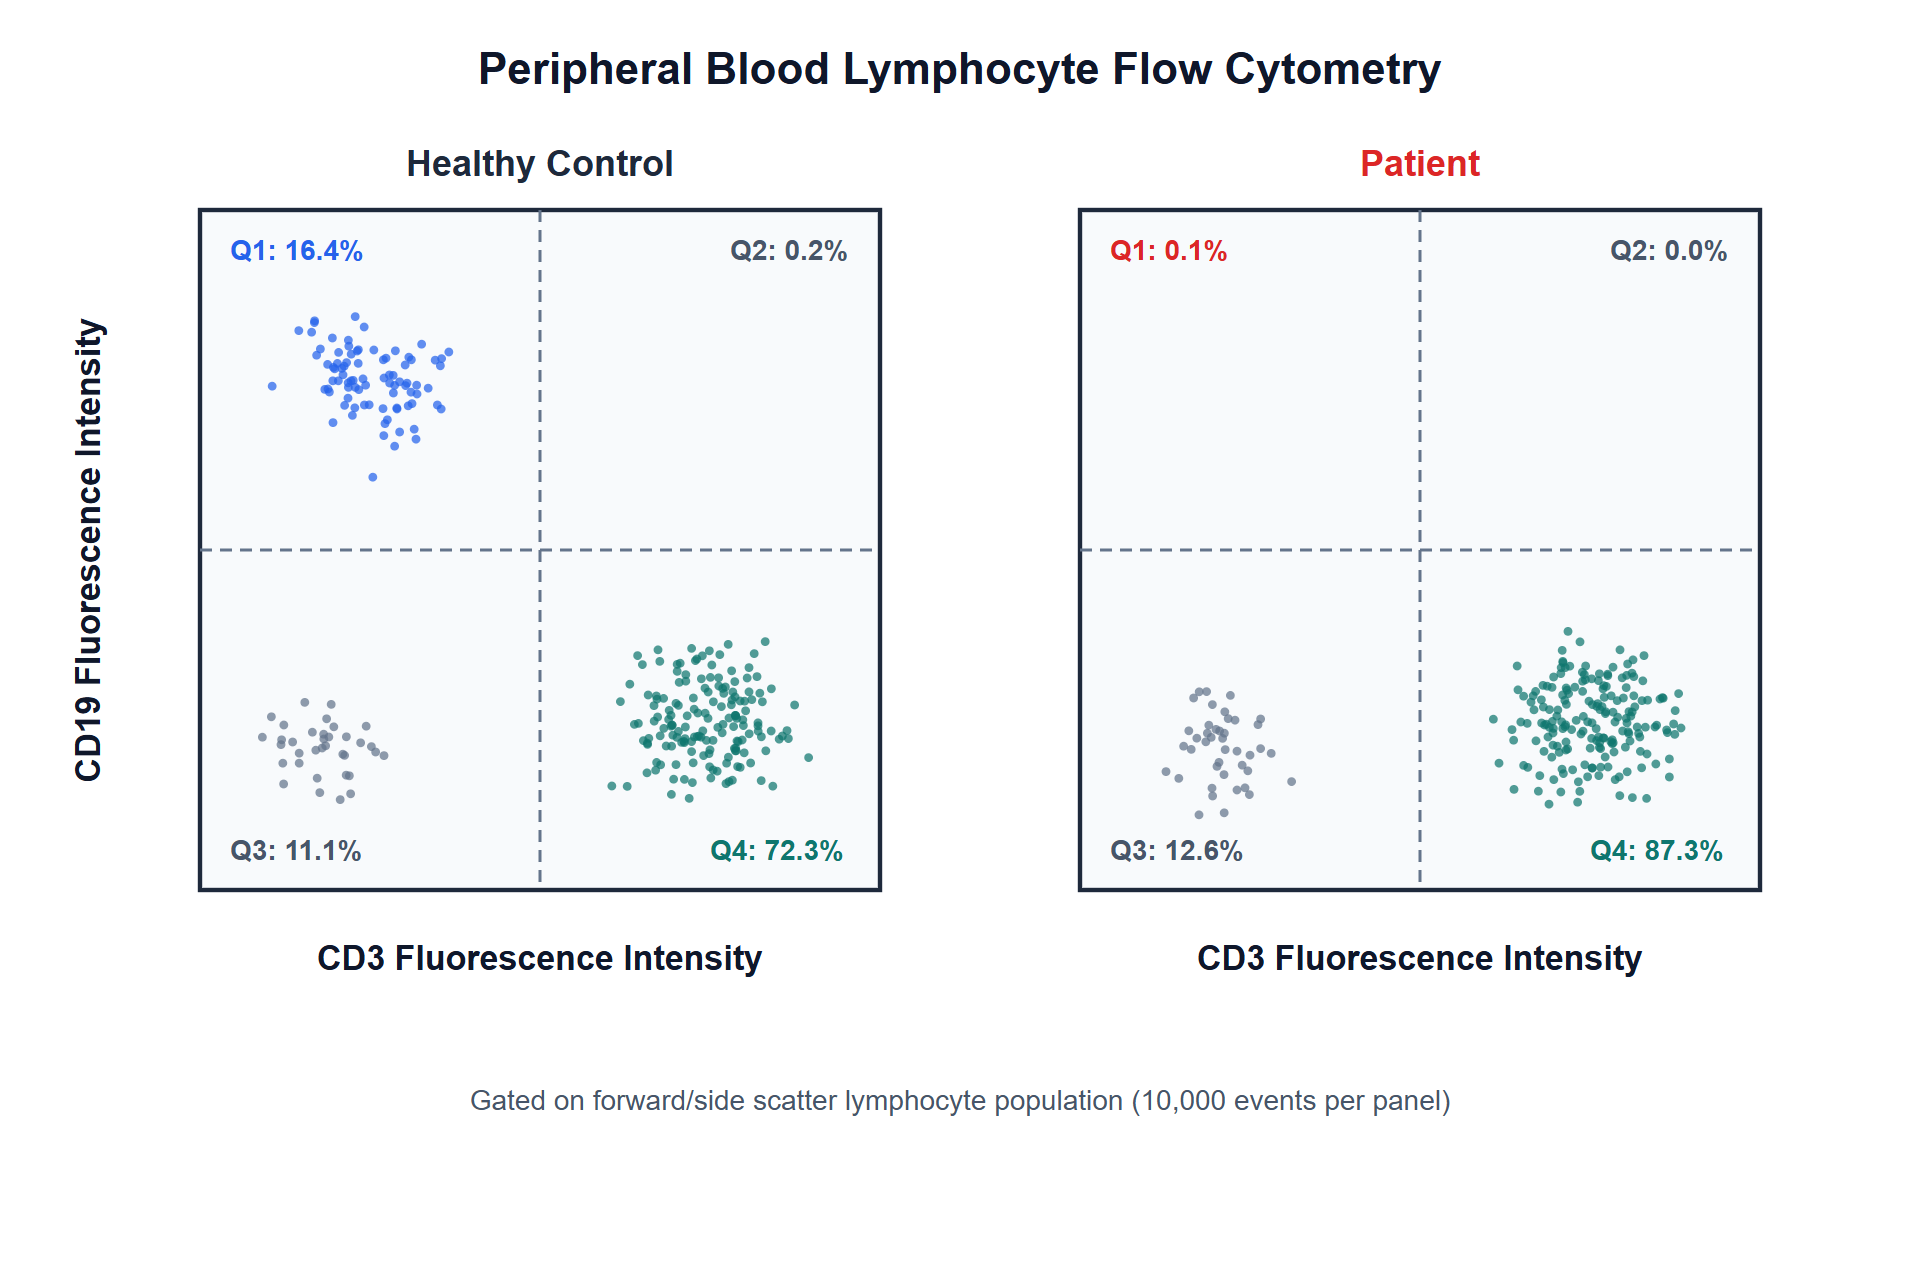 Peripheral Blood Lymphocyte Flow Cytometry
Healthy Control
Patient
CD19 Fluorescence Intensity
Q1: 16.4%
Q2: 0.2%
Q3: 11.1%
Q4: 72.3%
CD3 Fluorescence Intensity
Q1: 0.1%
Q2: 0.0%
Q3: 12.6%
Q4: 87.3%
CD3 Fluorescence Intensity
Gated on forward/side scatter lymphocyte population (10,000 events per panel)